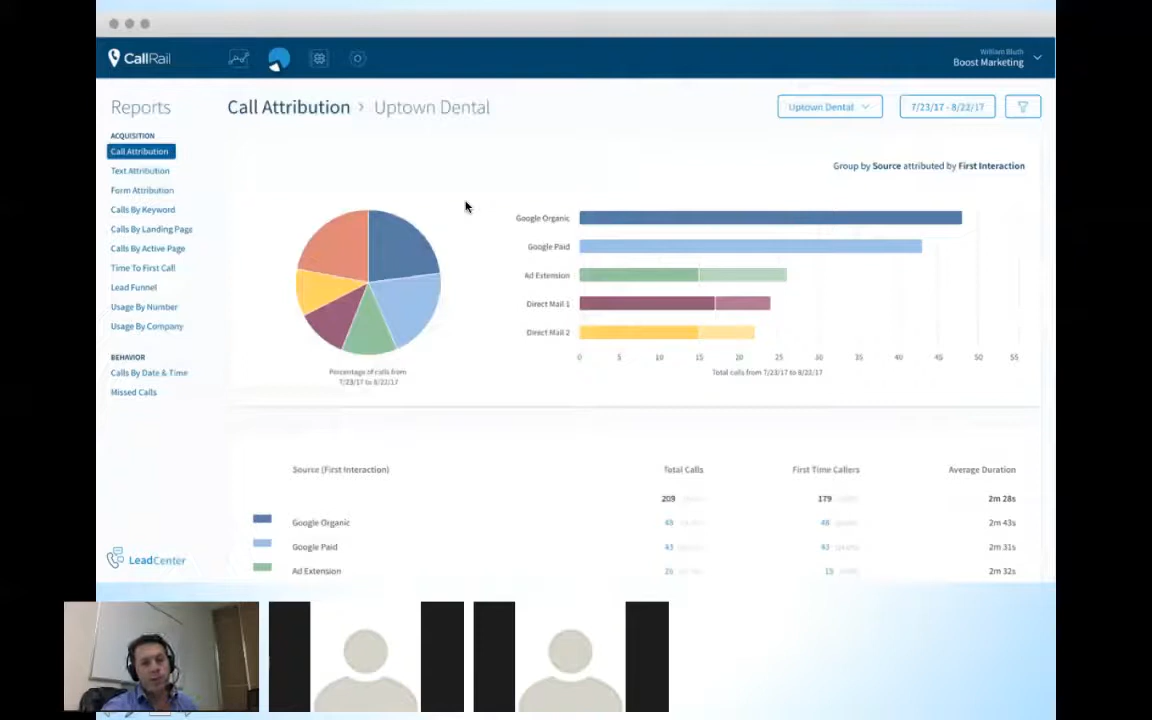 CallRail
William Bluth
Boost Marketing
Reports
Call Attribution > Uptown Dental
Uptown Dental
7/23/17 - 8/22/17
ACQUISITION
Call Attribution
Text Attribution
Form Attribution
Calls By Keyword
Calls By Landing Page
Calls By Active Page
Time To First Call
Lead Funnel
Usage By Number
Usage By Company
BEHAVIOR
Calls By Date & Time
Missed Calls
LeadCenter
Group by Source attributed by First Interaction
Percentage of calls from
7/23/17 to 8/22/17
Google Organic
Google Paid
Ad Extension
Direct Mail 1
Direct Mail 2
0 5 10 15 20 25 30 35 40 45 50 55
Total calls from 7/23/17 to 8/22/17
Source (First Interaction) Total Calls First Time Callers Average Duration
209 179 2m 28s
Google Organic 48 48 2m 43s
Google Paid 43 43 2m 31s
Ad Extension 26 15 2m 32s